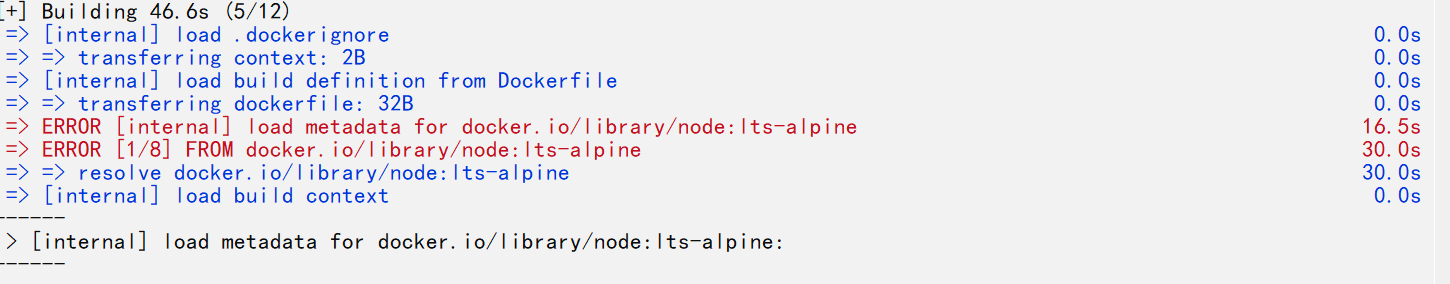 [+] Building 46.6s (5/12)
=> [internal] load .dockerignore 0.0s
=> => transferring context: 2B 0.0s
=> [internal] load build definition from Dockerfile 0.0s
=> => transferring dockerfile: 32B 0.0s
=> ERROR [internal] load metadata for docker.io/library/node:lts-alpine 16.5s
=> ERROR [1/8] FROM docker.io/library/node:lts-alpine 30.0s
=> => resolve docker.io/library/node:lts-alpine 30.0s
=> [internal] load build context 0.0s
------
> [internal] load metadata for docker.io/library/node:lts-alpine:
------